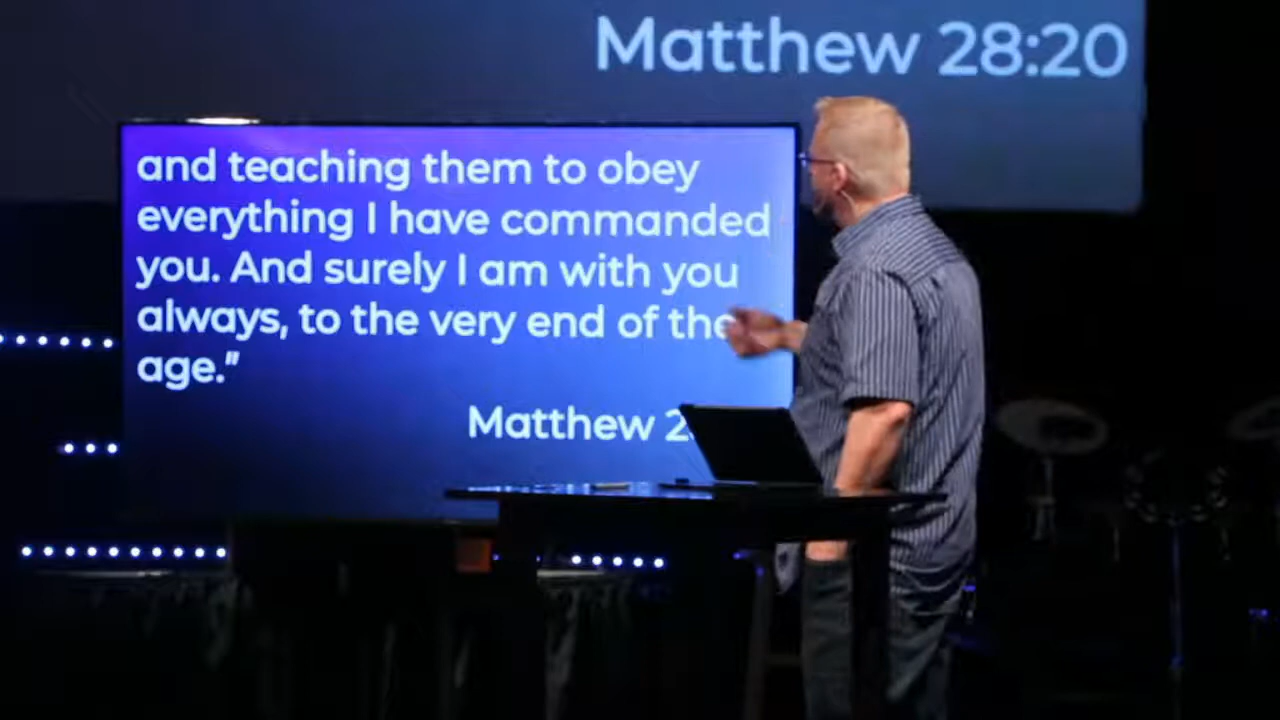 Matthew 28:20
and teaching them to obey
everything I have commanded
you. And surely I am with you
always, to the very end of the
age.”
Matthew